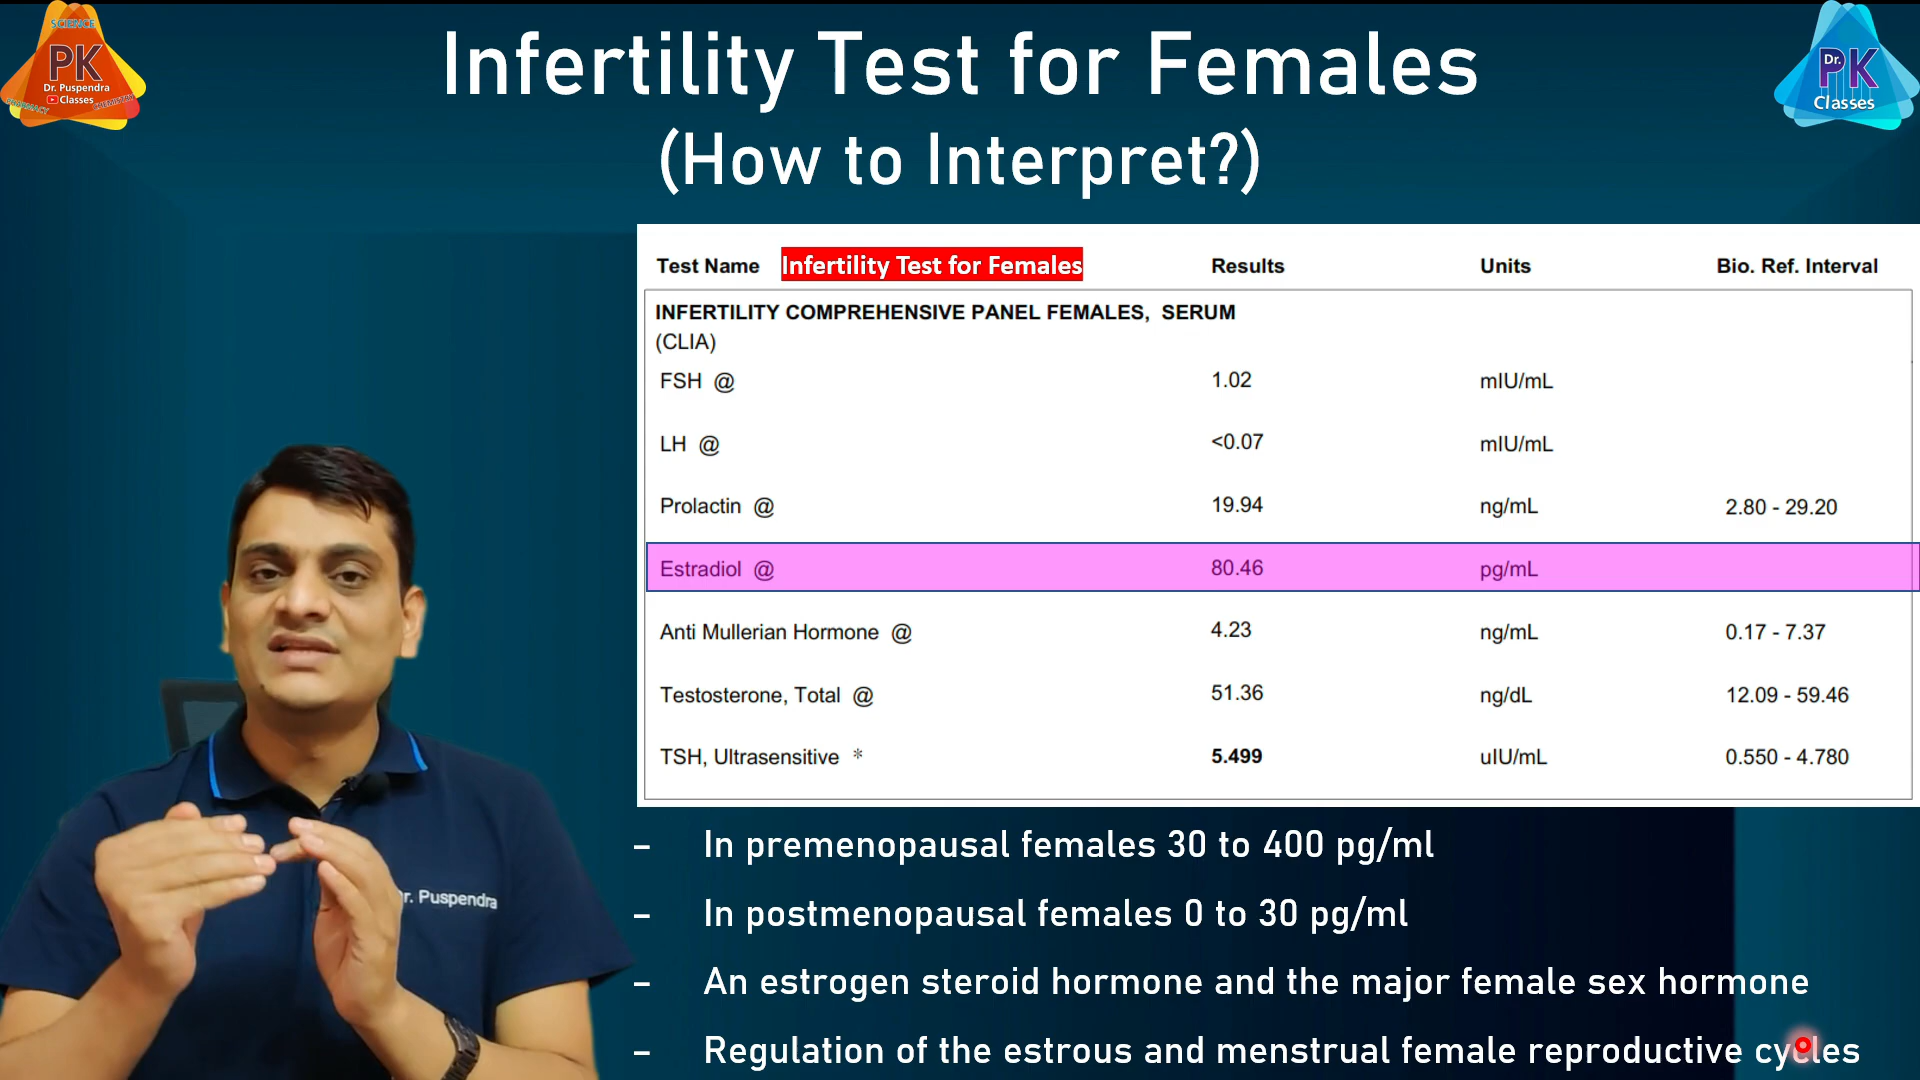 SCIENCE
PK
Dr. Puspendra
Classes
PHARMACY
CHEMISTRY
Infertility Test for Females
(How to Interpret?)
Dr.
PK
Classes
Test Name Infertility Test for Females Results Units Bio. Ref. Interval
INFERTILITY COMPREHENSIVE PANEL FEMALES, SERUM
(CLIA)
FSH @ 1.02 mIU/mL
LH @ <0.07 mIU/mL
Prolactin @ 19.94 ng/mL 2.80 - 29.20
Estradiol @ 80.46 pg/mL
Anti Mullerian Hormone @ 4.23 ng/mL 0.17 - 7.37
Testosterone, Total @ 51.36 ng/dL 12.09 - 59.46
TSH, Ultrasensitive * 5.499 uIU/mL 0.550 - 4.780
- In premenopausal females 30 to 400 pg/ml
- In postmenopausal females 0 to 30 pg/ml
- An estrogen steroid hormone and the major female sex hormone
- Regulation of the estrous and menstrual female reproductive cycles
r. Puspendra